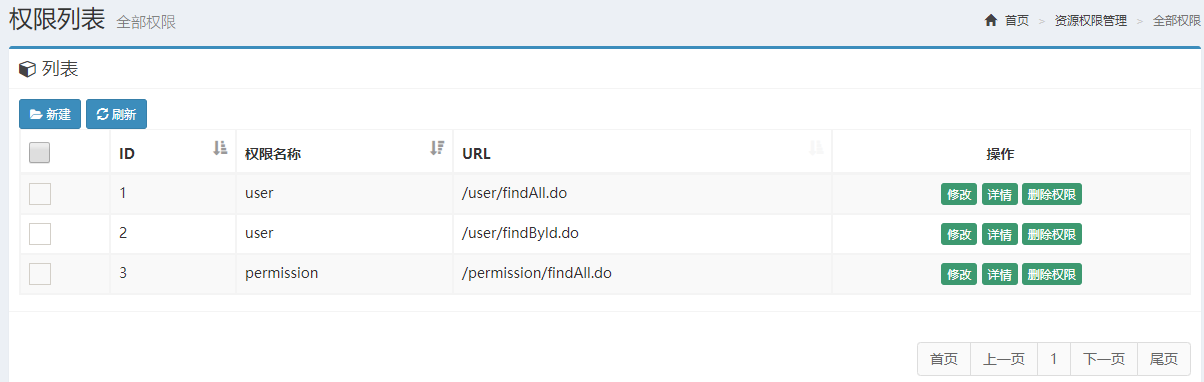 权限列表 全部权限
首页 > 资源权限管理 > 全部权限
列表
新建 刷新
ID 权限名称 URL 操作
1 user /user/findAll.do 修改 详情 删除权限
2 user /user/findById.do 修改 详情 删除权限
3 permission /permission/findAll.do 修改 详情 删除权限
首页 上一页 1 下一页 尾页